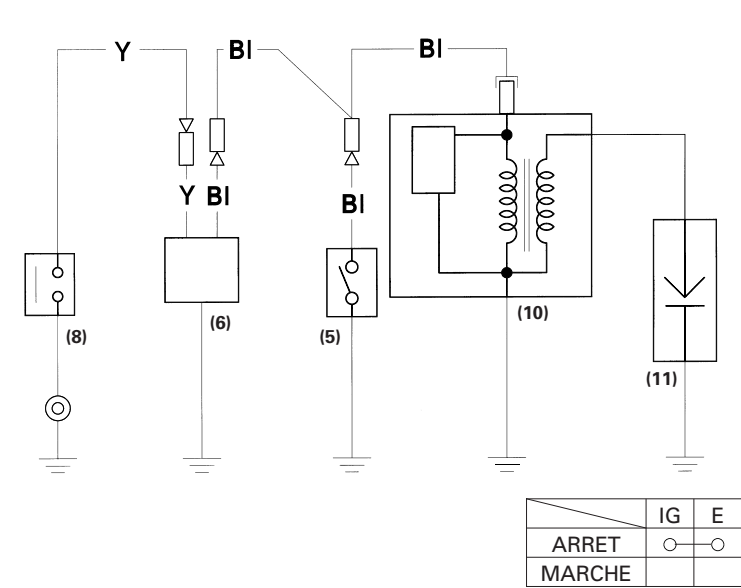 Y
Bl
Bl
Y Bl
Bl
(8)
(6)
(5)
(10)
(11)
IG E
ARRET
MARCHE